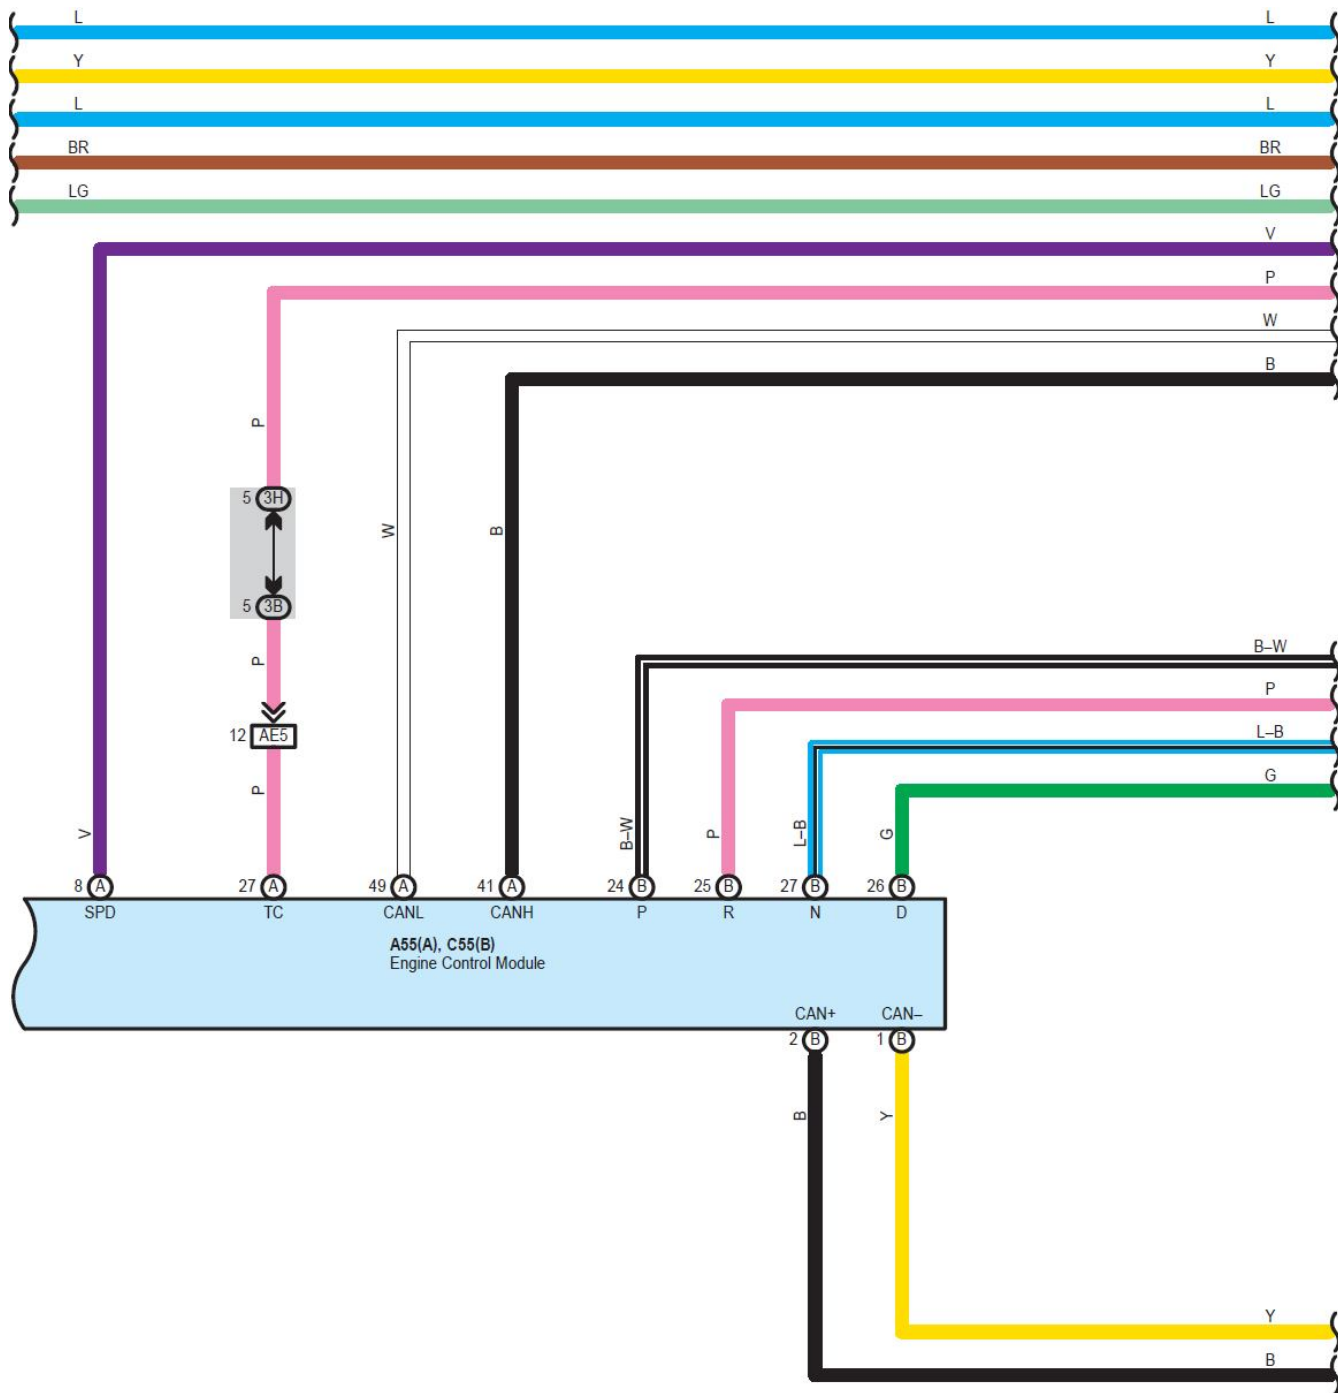 L L
Y Y
L L
BR BR
LG LG
V
P
W
B
P
5 3H
W
B
5 3B
B–W
P
P
L–B
12 AE5
G
P
V
B–W
P
L–B
G
8 A 27 A 49 A 41 A 24 B 25 B 27 B 26 B
SPD TC CANL CANH P R N D
A55(A), C55(B)
Engine Control Module
CAN+ CAN–
2 B 1 B
B Y
Y
B